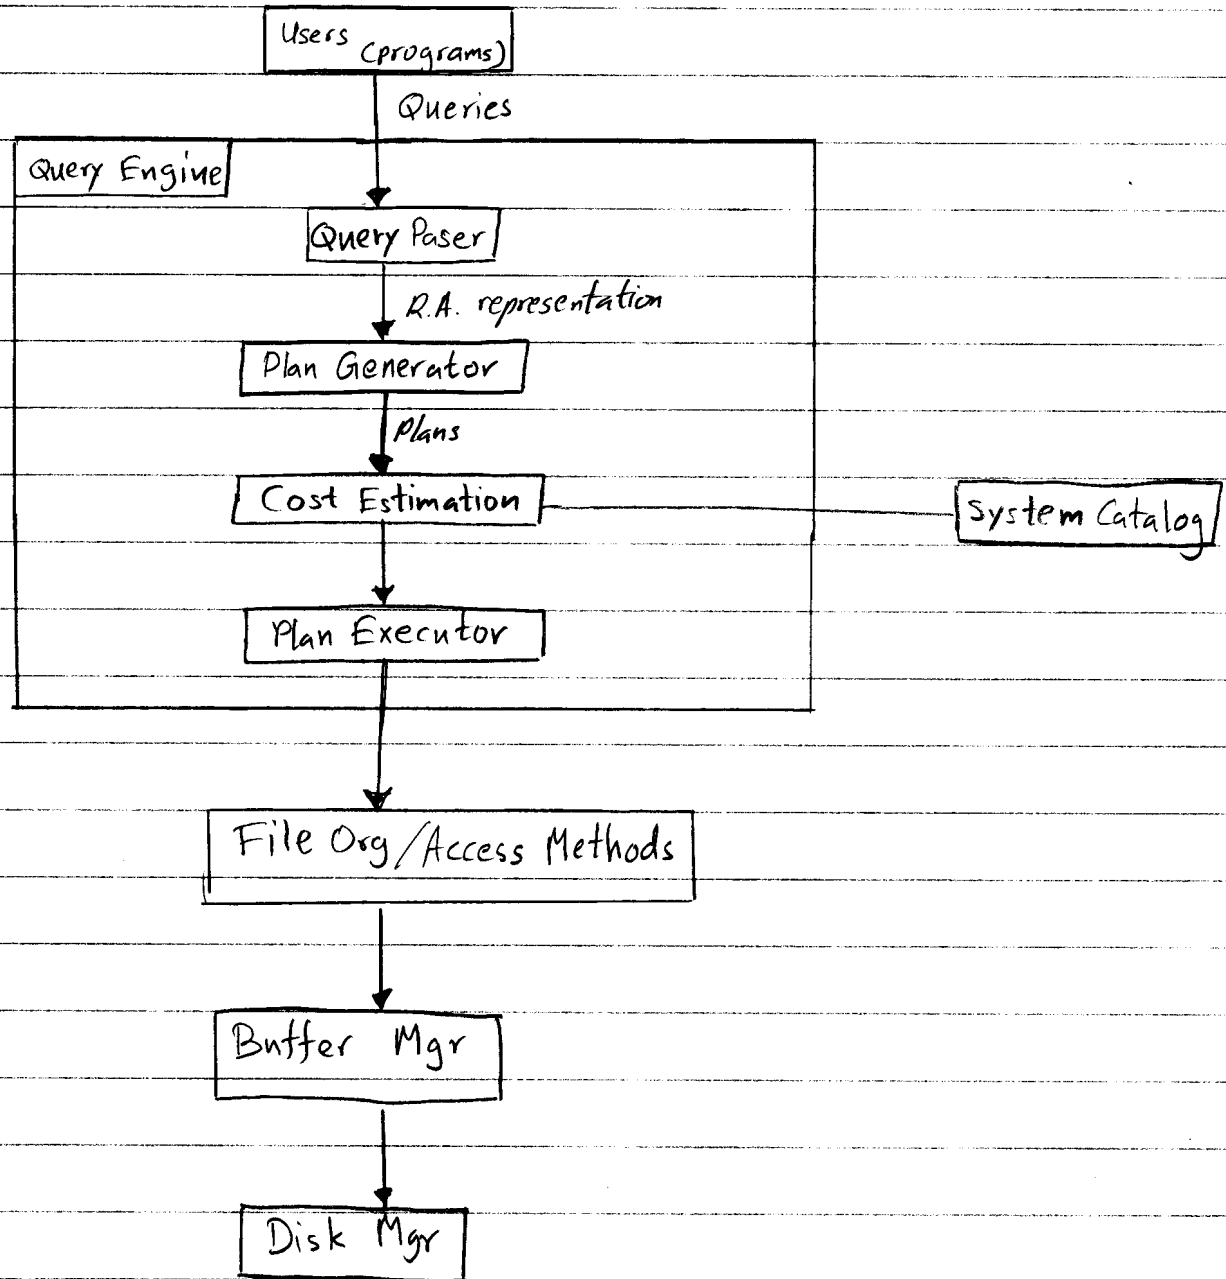 Users (programs)
Queries
Query Engine
Query Paser
R.A. representation
Plan Generator
Plans
Cost Estimation
System Catalog
Plan Executor
File Org/Access Methods
Buffer Mgr
Disk Mgr